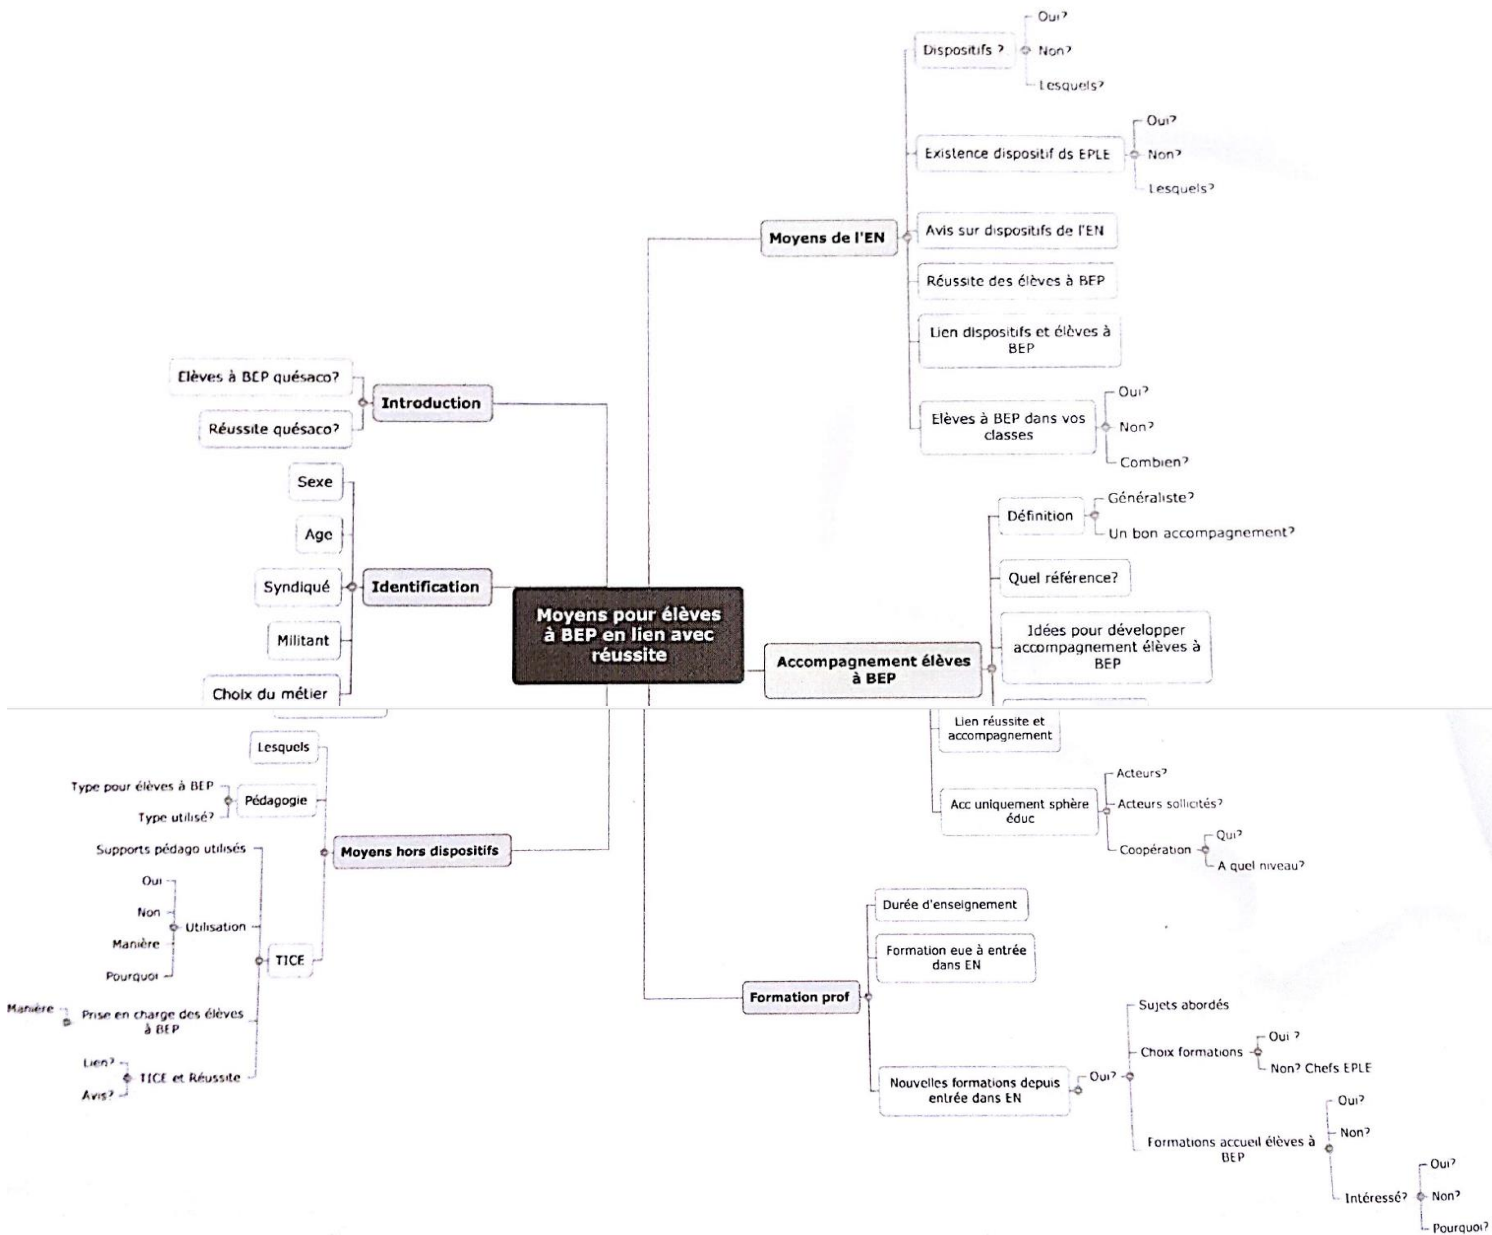 Moyens pour élèves
à BEP en lien avec
réussite
Introduction
Elèves à BEP quésaco?
Réussite quésaco?
Identification
Sexe
Age
Syndiqué
Militant
Choix du métier
Moyens de l'EN
Dispositifs ?
Oui?
Non?
Lesquels?
Existence dispositif ds EPLE
Oui?
Non?
Lesquels?
Avis sur dispositifs de l'EN
Réussite des élèves à BEP
Lien dispositifs et élèves à
BEP
Elèves à BEP dans vos
classes
Oui?
Non?
Combien?
Accompagnement élèves
à BEP
Définition
Généraliste?
Un bon accompagnement?
Quel référence?
Idées pour développer
accompagnement élèves à
BEP
Lien réussite et
accompagnement
Acc uniquement sphère
éduc
Acteurs?
Acteurs sollicités?
Coopération
Qui?
A quel niveau?
Moyens hors dispositifs
Lesquels
Pédagogie
Type pour élèves à BEP
Type utilisé?
TICE
Supports pédago utilisés
Utilisation
Oui
Non
Manière
Pourquoi
Prise en charge des élèves
à BEP
Manière
TICE et Réussite
Lien?
Avis?
Formation prof
Durée d'enseignement
Formation eue à entrée
dans EN
Nouvelles formations depuis
entrée dans EN
Oui?
Sujets abordés
Choix formations
Oui ?
Non? Chefs EPLE
Formations accueil élèves à
BEP
Oui?
Non?
Intéressé?
Oui?
Non?
Pourquoi?